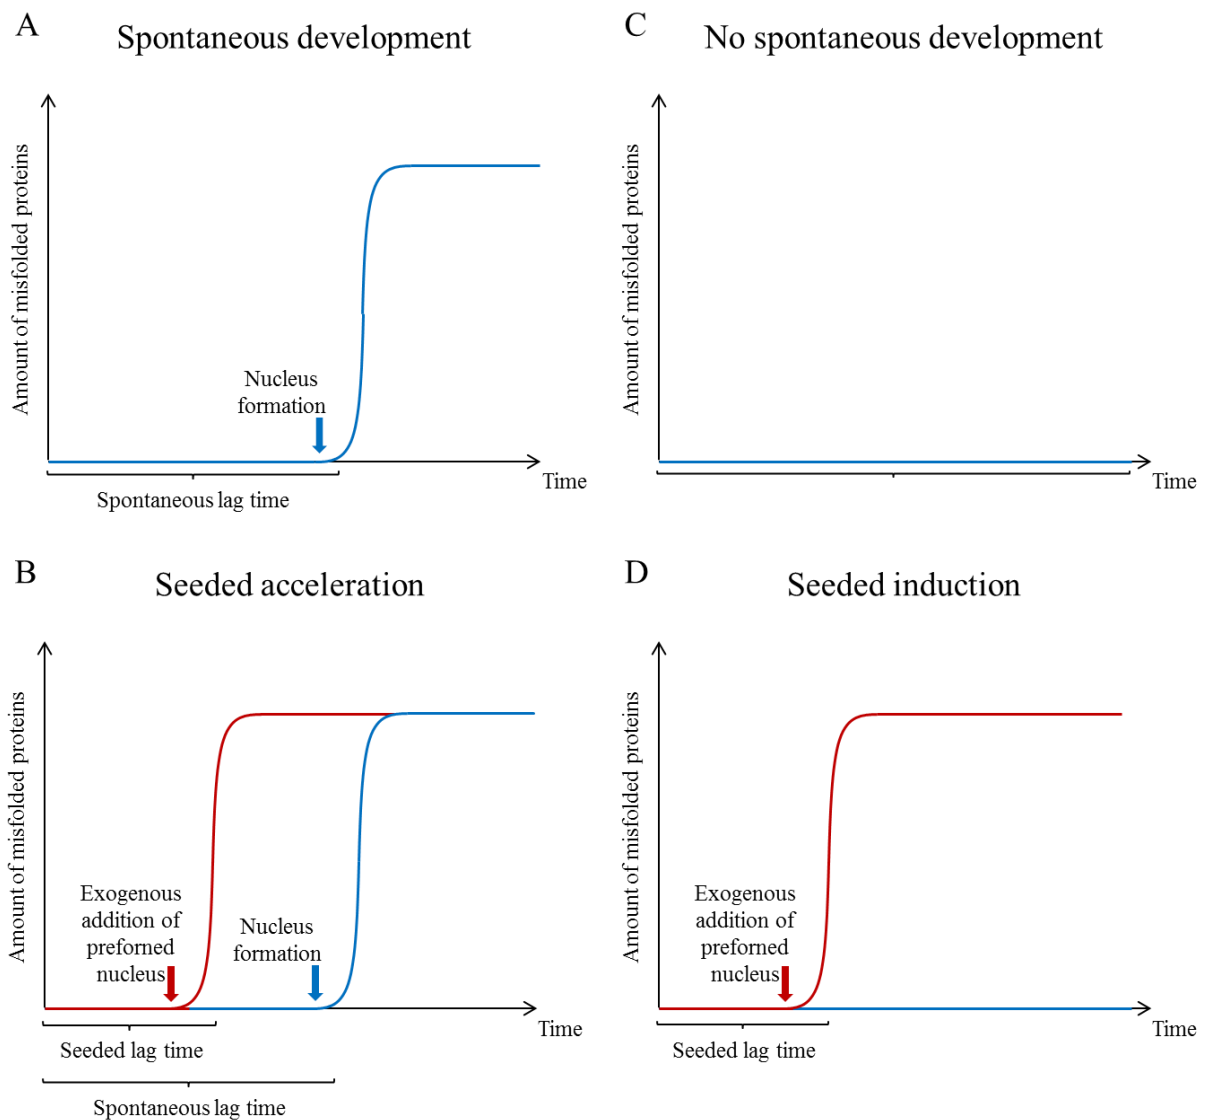 A
Spontaneous development
Amount of misfolded proteins
Nucleus
formation
Time
Spontaneous lag time
C
No spontaneous development
Amount of misfolded proteins
Time
B
Seeded acceleration
Amount of misfolded proteins
Exogenous
addition of
preforned
nucleus
Nucleus
formation
Time
Seeded lag time
Spontaneous lag time
D
Seeded induction
Amount of misfolded proteins
Exogenous
addition of
preforned
nucleus
Time
Seeded lag time